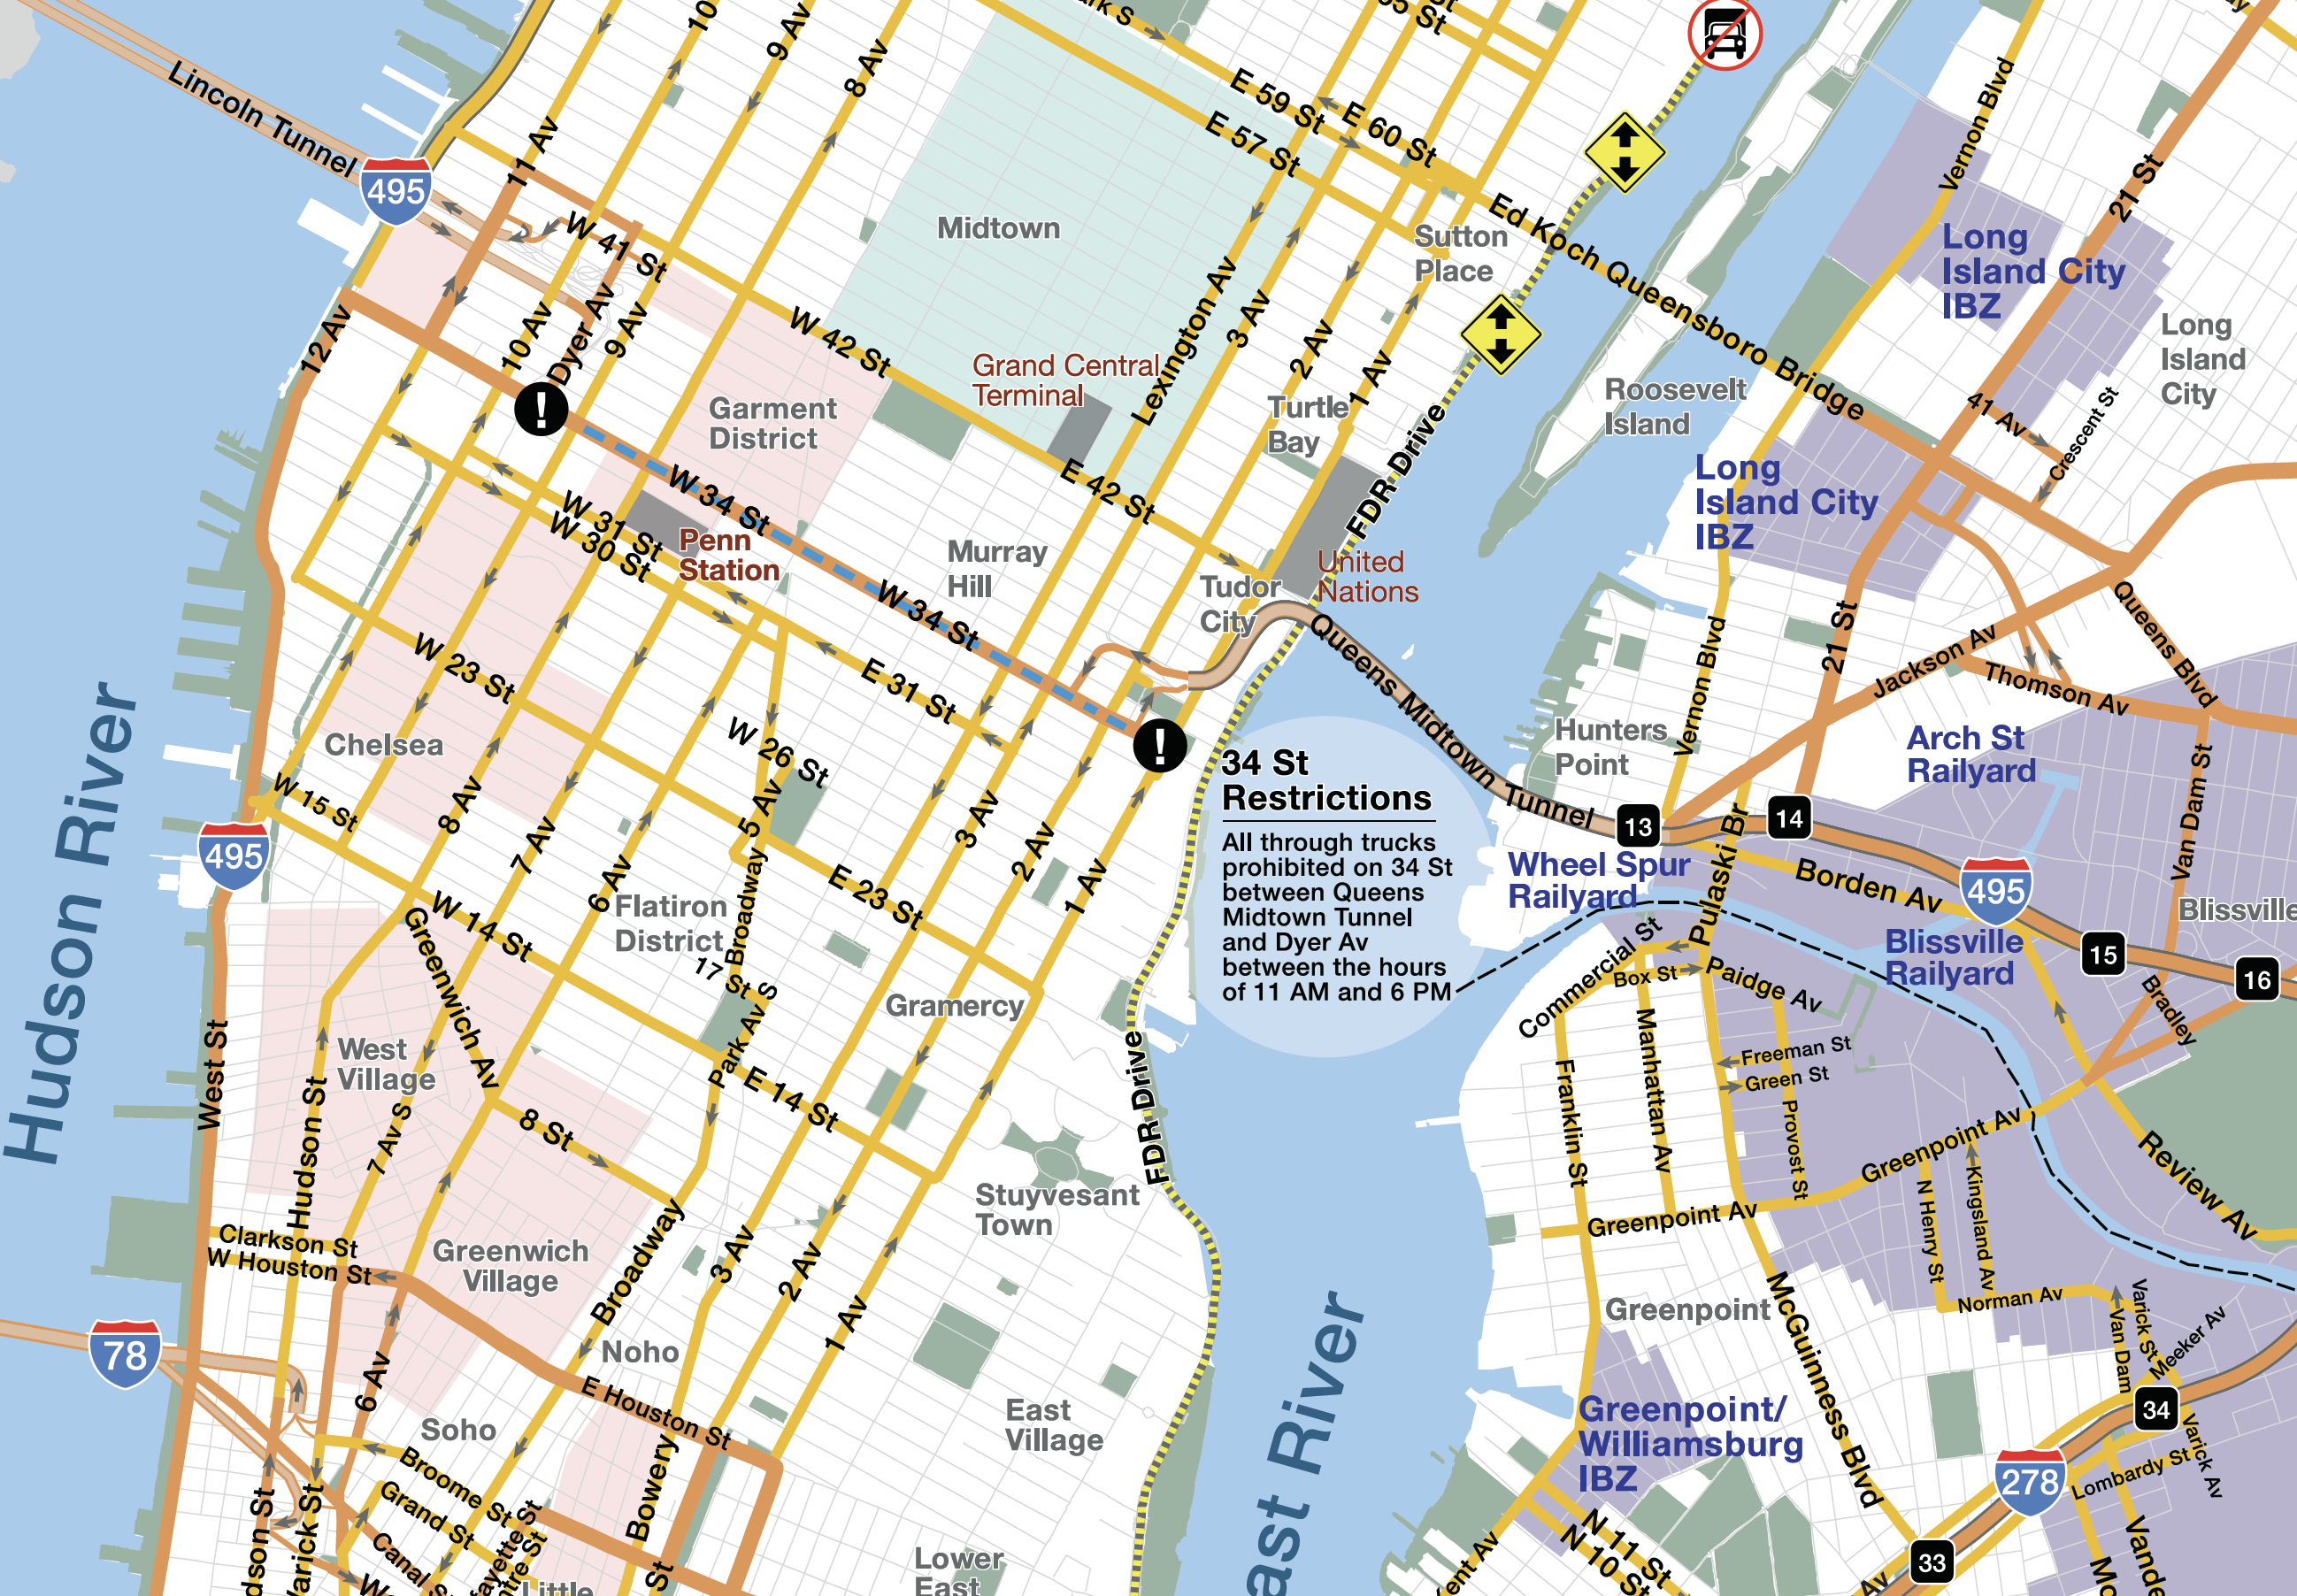 Lincoln Tunnel
495
10
9 Av
8 Av
11 Av
W 41 St
Midtown
E 59 St
E 60 St
E 57 St
Ed Koch Queensboro Bridge
Sutton
Place
Vernon Blvd
21 St
Long
Island City
IBZ
Long
Island
City
12 Av
10 Av
Dyer Av
9 Av
W 42 St
Grand Central
Terminal
Lexington Av
3 Av
2 Av
1 Av
Turtle
Bay
FDR Drive
Roosevelt
Island
41 Av
Crescent St
Long
Island City
IBZ
!
Garment
District
W 34 St
E 42 St
W 31 St
W 30 St
Penn
Station
Murray
Hill
W 34 St
Tudor
City
United
Nations
Queens Midtown Tunnel
Vernon Blvd
21 St
Jackson Av
Queens Blvd
Thomson Av
Hunters
Point
Arch St
Railyard
Van Dam St
W 23 St
E 31 St
W 26 St
Chelsea
W 15 St
8 Av
7 Av
6 Av
5 Av
3 Av
2 Av
1 Av
!
34 St
Restrictions
All through trucks
prohibited on 34 St
between Queens
Midtown Tunnel
and Dyer Av
between the hours
of 11 AM and 6 PM
13
14
495
15
16
Wheel Spur
Railyard
Pulaski Br
Borden Av
Blissville
Blissville
Railyard
Bradley
Hudson River
495
W 14 St
Greenwich Av
Flatiron
District
Broadway
E 23 St
17 St
Park Av S
Gramercy
FDR Drive
Commercial St
Box St
Paidge Av
Freeman St
Green St
Franklin St
Manhattan Av
Provost St
Greenpoint Av
Greenpoint Av
N Henry St
Kingsland Av
Norman Av
Review Av
West St
West
Village
Hudson St
7 Av S
8 St
E 14 St
Stuyvesant
Town
Clarkson St
W Houston St
Greenwich
Village
Broadway
3 Av
2 Av
1 Av
Noho
78
6 Av
E Houston St
Soho
East
Village
Broome St
Grand St
Canal St
Bowery
St
Lower
East
Little
East River
Greenpoint
McGuinness Blvd
Van Dam
Varick St
Meeker Av
34
Varick Av
Lombardy St
278
33
Greenpoint/
Williamsburg
IBZ
N 11 St
N 10 St
Av